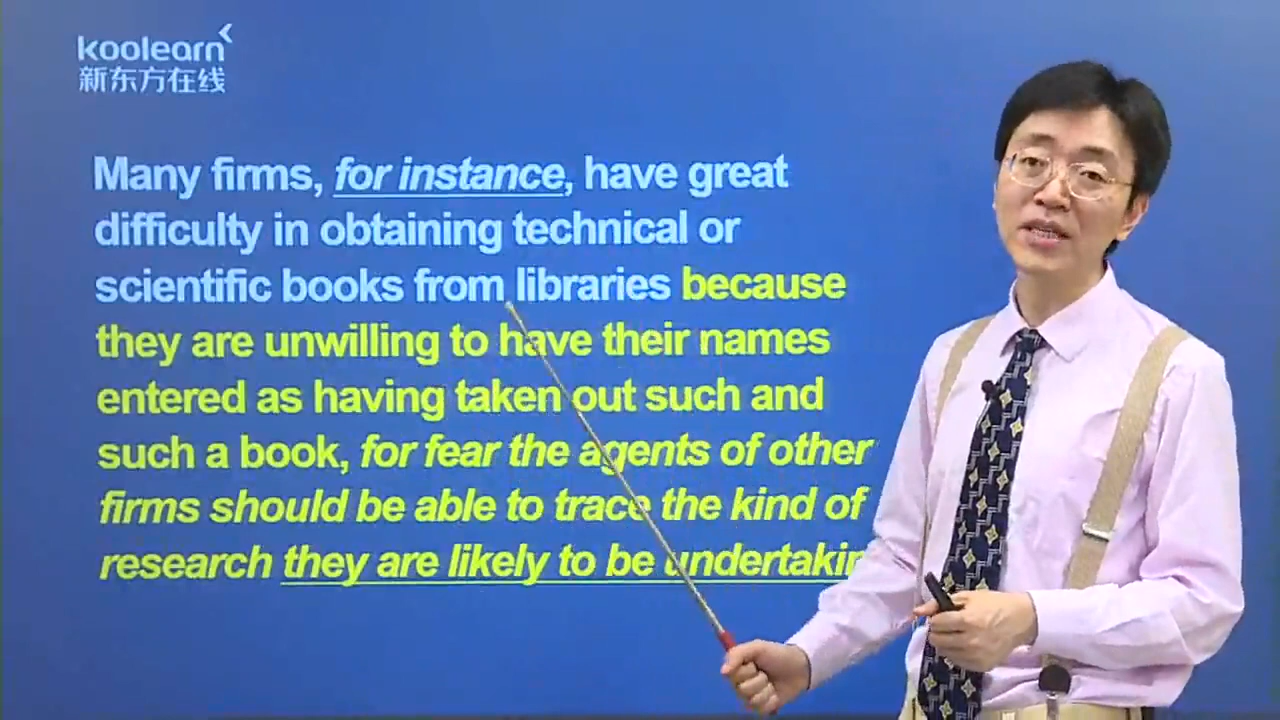 koolearn
新东方在线
Many firms, for instance, have great
difficulty in obtaining technical or
scientific books from libraries because
they are unwilling to have their names
entered as having taken out such and
such a book, for fear the agents of other
firms should be able to trace the kind of
research they are likely to be